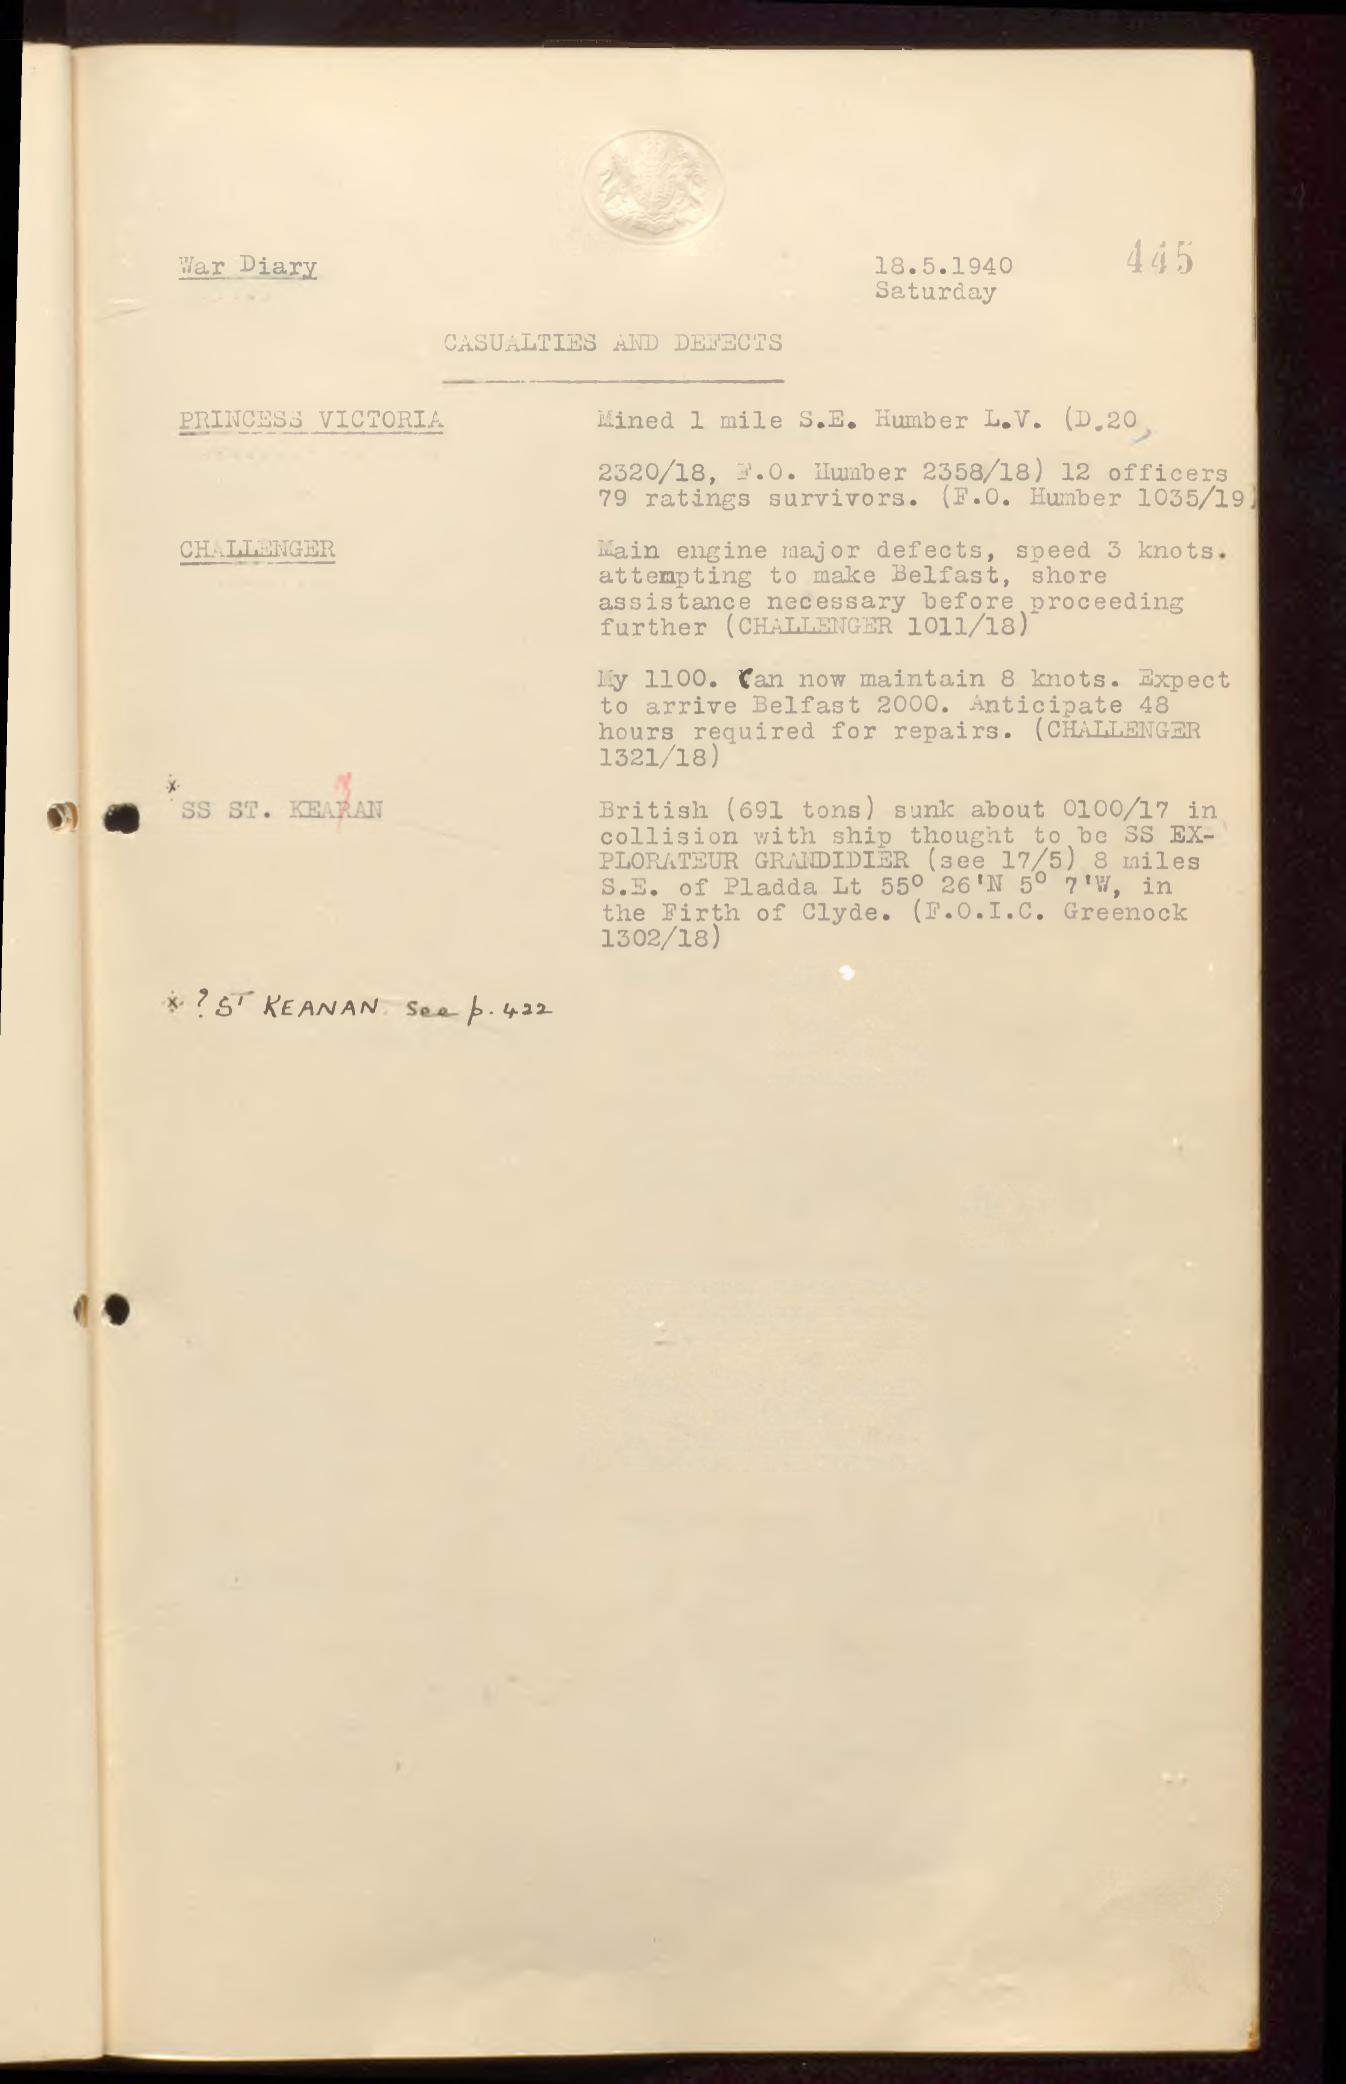 War Diary
18.5.1940
445
Saturday
CASUALTIES AND DEFECTS
PRINCESS VICTORIA
Mined 1 mile S.E. Humber L.V. (D.20,
2320/18, F.O. Humber 2358/18) 12 officers
79 ratings survivors. (F.O. Humber 1035/19)
CHALLENGER
Main engine major defects, speed 3 knots.
attempting to make Belfast, shore
assistance necessary before proceeding
further (CHALLENGER 1011/18)
My 1100. Can now maintain 8 knots. Expect
to arrive Belfast 2000. Anticipate 48
hours required for repairs. (CHALLENGER
1321/18)
* SS ST. KEARAN
British (691 tons) sunk about 0100/17 in
collision with ship thought to be SS EX-
PLORATEUR GRANDIDIER (see 17/5) 8 miles
S.E. of Pladda Lt 55° 26'N 5° 7'W, in
the Firth of Clyde. (F.O.I.C. Greenock
1302/18)
* ? ST KEANAN. See p. 422